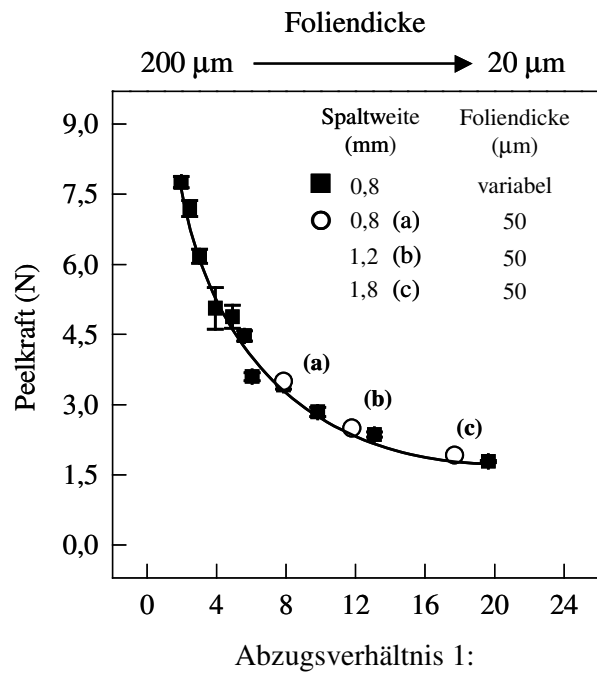 Foliendicke
200 µm 20 µm
Spaltweite Foliendicke
(mm) (µm)
0,8 variabel
0,8 (a) 50
1,2 (b) 50
1,8 (c) 50
9,0
7,5
6,0
4,5
3,0
1,5
0,0
Peelkraft (N)
(a)
(b)
(c)
0 4 8 12 16 20 24
Abzugsverhältnis 1: